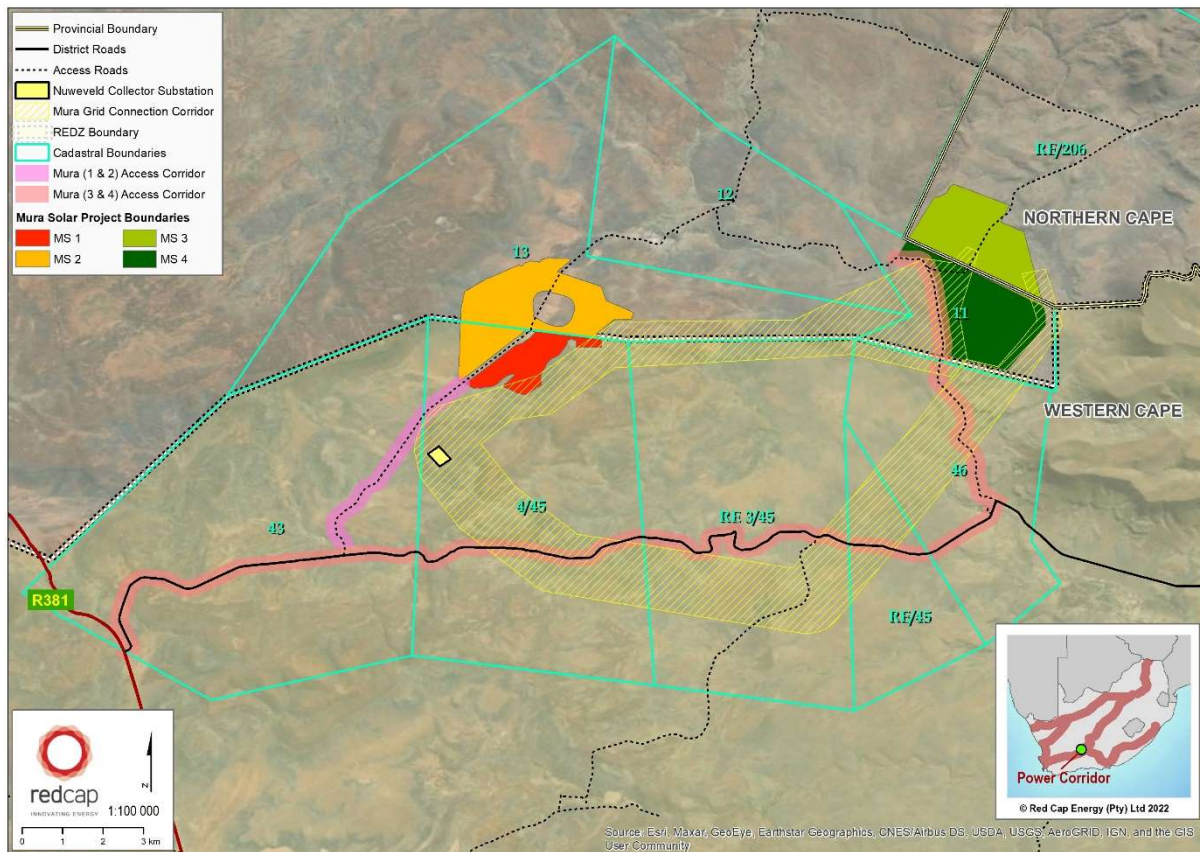 Provincial Boundary
District Roads
Access Roads
Nuweveld Collector Substation
Mura Grid Connection Corridor
REDZ Boundary
Cadastral Boundaries
Mura (1 & 2) Access Corridor
Mura (3 & 4) Access Corridor
Mura Solar Project Boundaries
MS 1
MS 3
MS 2
MS 4
RE/206
12
NORTHERN CAPE
13
11
WESTERN CAPE
46
4/45
RE 3/45
43
R381
RE/45
redcap
INNOVATING ENERGY
N
1:100 000
0 1 2 3 km
Power Corridor
© Red Cap Energy (Pty) Ltd 2022
Source: Esri, Maxar, GeoEye, Earthstar Geographics, CNES/Airbus DS, USDA, USGS, AeroGRID, IGN, and the GIS
User Community